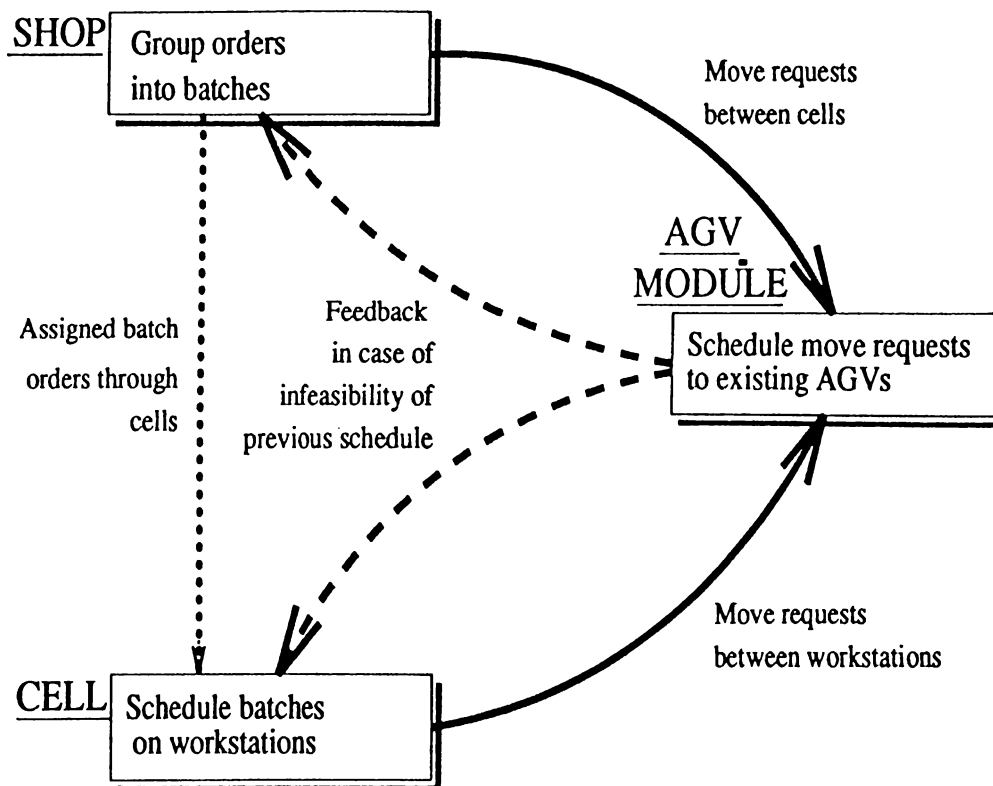 SHOP
Group orders
into batches
Move requests
between cells
AGV
MODULE
Schedule move requests
to existing AGVs
Assigned batch
orders through
cells
Feedback
in case of
infeasibility of
previous schedule
Move requests
between workstations
CELL
Schedule batches
on workstations